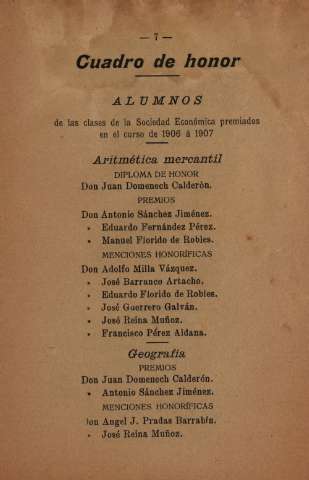 — 7 —
Cuadro de honor
ALUMNOS
de las clases de la Sociedad Económica premiados
en el curso de 1906 á 1907
Aritmética mercantil
DIPLOMA DE HONOR
Don Juan Domenech Calderón.
PREMIOS
Don Antonio Sánchez Jiménez.
» Eduardo Fernández Pérez.
» Manuel Florido de Robles.
MENCIONES HONORÍFICAS
Don Adolfo Milla Vázquez.
» José Barranco Artacho.
» Eduardo Florido de Robles.
» José Guerrero Galván.
» José Reina Muñoz.
» Francisco Pérez Aldana.
Geografía
PREMIOS
Don Juan Domenech Calderón.
» Antonio Sánchez Jiménez.
MENCIONES HONORÍFICAS
Don Angel J. Pradas Barrabín.
» José Reina Muñoz.